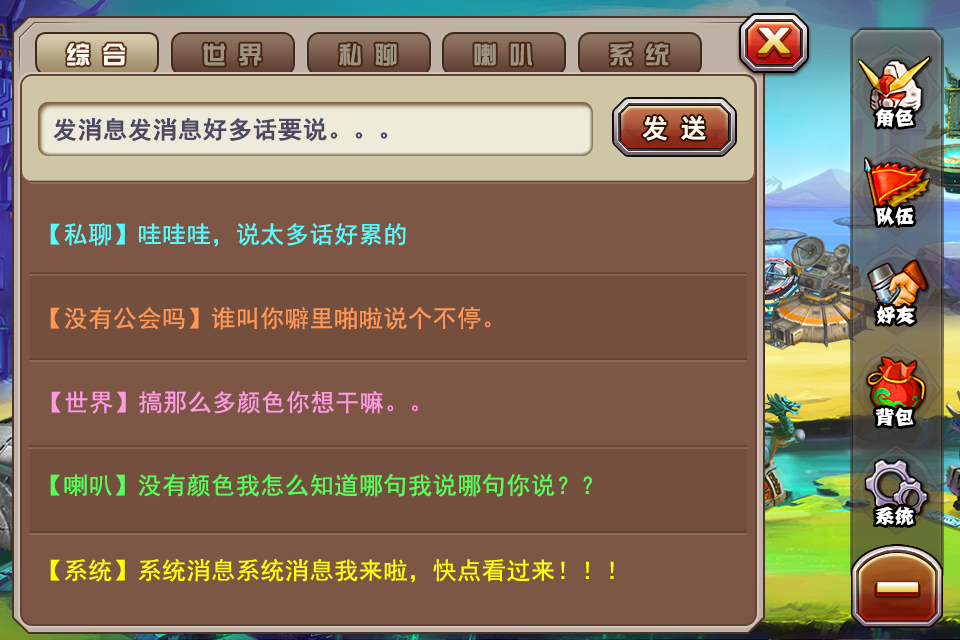 综合 世界 私聊 喇叭 系统
发消息发消息好多话要说。。。 发送
【私聊】哇哇哇，说太多话好累的
【没有公会吗】谁叫你噼里啪啦说个不停。
【世界】搞那么多颜色你想干嘛。。
【喇叭】没有颜色我怎么知道哪句我说哪句你说？？
【系统】系统消息系统消息我来啦，快点看过来！！！
角色
队伍
好友
背包
系统